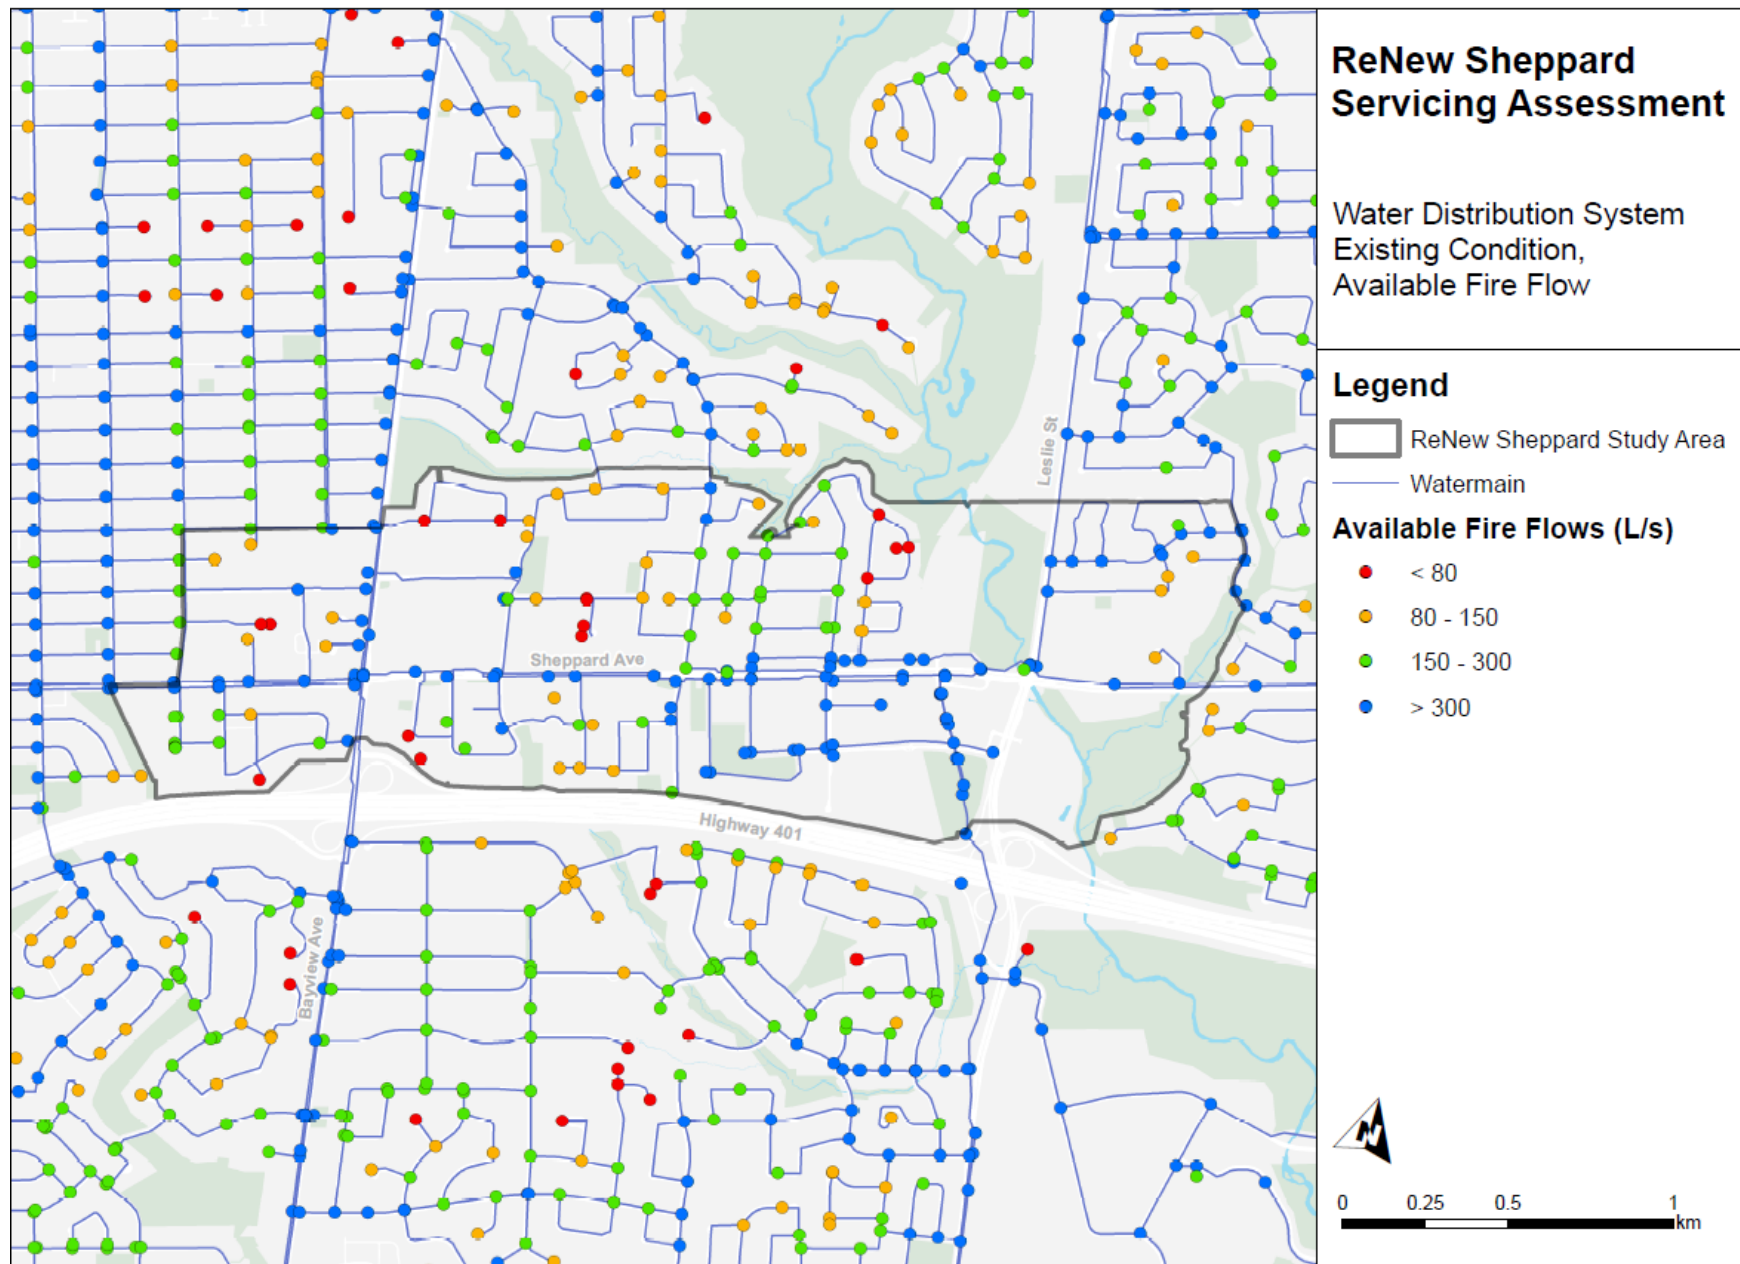 ReNew Sheppard
Servicing Assessment
Water Distribution System
Existing Condition,
Available Fire Flow
Legend
ReNew Sheppard Study Area
Watermain
Available Fire Flows (L/s)
< 80
80 - 150
150 - 300
> 300
Leslie St
Sheppard Ave
Highway 401
Bayview Ave
N
0 0.25 0.5 1
km